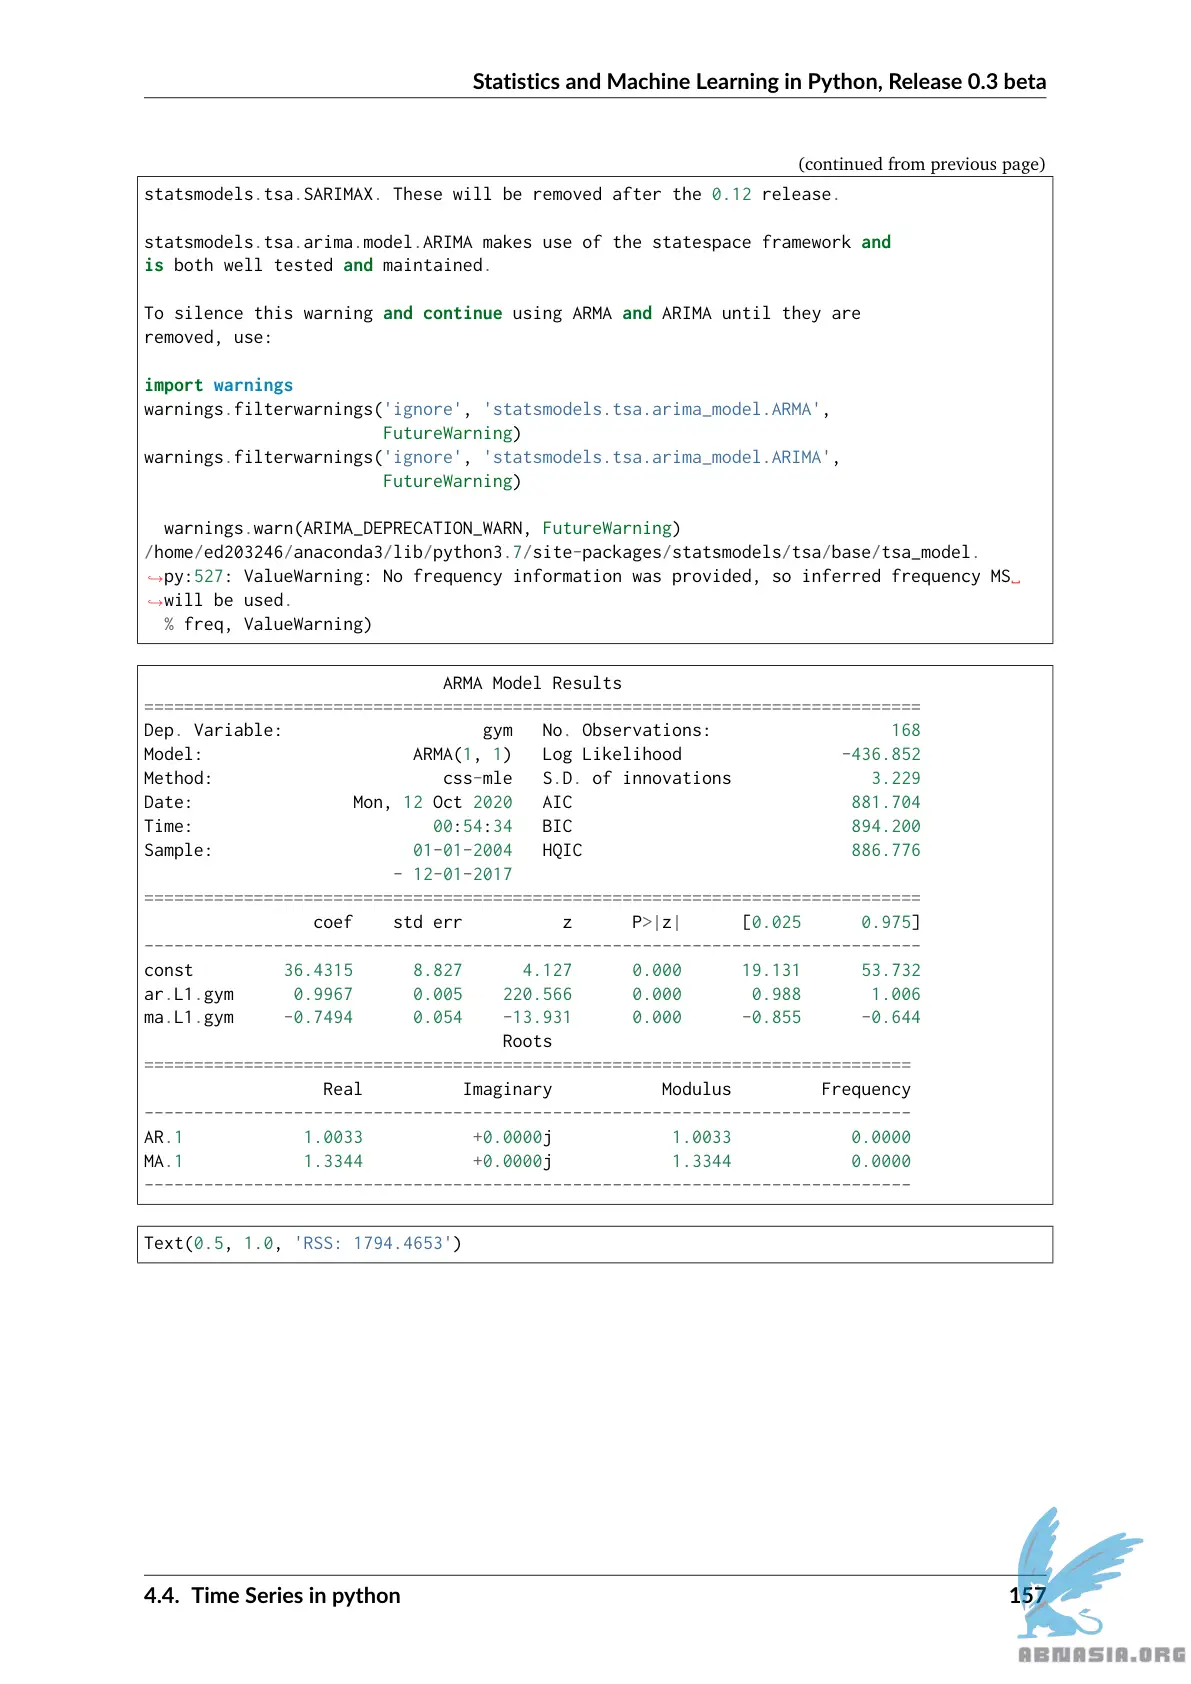 Statistics and Machine Learning in Python, Release 0.3 beta
(continued from previous page)
statsmodels.tsa.SARIMAX. These will be removed after the 0.12 release.
statsmodels.tsa.arima.model.ARIMA makes use of the statespace framework and
is both well tested and maintained.
To silence this warning and continue using ARMA and ARIMA until they are
removed, use:
import warnings
warnings.filterwarnings('ignore', 'statsmodels.tsa.arima_model.ARMA',
                        FutureWarning)
warnings.filterwarnings('ignore', 'statsmodels.tsa.arima_model.ARIMA',
                        FutureWarning)
  warnings.warn(ARIMA_DEPRECATION_WARN, FutureWarning)
/home/ed203246/anaconda3/lib/python3.7/site-packages/statsmodels/tsa/base/tsa_model.
↪py:527: ValueWarning: No frequency information was provided, so inferred frequency MS␣
↪will be used.
  % freq, ValueWarning)
                              ARMA Model Results
==============================================================================
Dep. Variable:                    gym   No. Observations:                  168
Model:                     ARMA(1, 1)   Log Likelihood                -436.852
Method:                       css-mle   S.D. of innovations              3.229
Date:                Mon, 12 Oct 2020   AIC                            881.704
Time:                        00:54:34   BIC                            894.200
Sample:                    01-01-2004   HQIC                           886.776
                         - 12-01-2017
==============================================================================
                 coef    std err          z      P>|z|      [0.025      0.975]
------------------------------------------------------------------------------
const         36.4315      8.827      4.127      0.000      19.131      53.732
ar.L1.gym      0.9967      0.005    220.566      0.000       0.988       1.006
ma.L1.gym     -0.7494      0.054    -13.931      0.000      -0.855      -0.644
                                    Roots
=============================================================================
                  Real          Imaginary           Modulus         Frequency
-----------------------------------------------------------------------------
AR.1            1.0033           +0.0000j            1.0033            0.0000
MA.1            1.3344           +0.0000j            1.3344            0.0000
-----------------------------------------------------------------------------
Text(0.5, 1.0, 'RSS: 1794.4653')
4.4. Time Series in python
157
ABNASIA.ORG